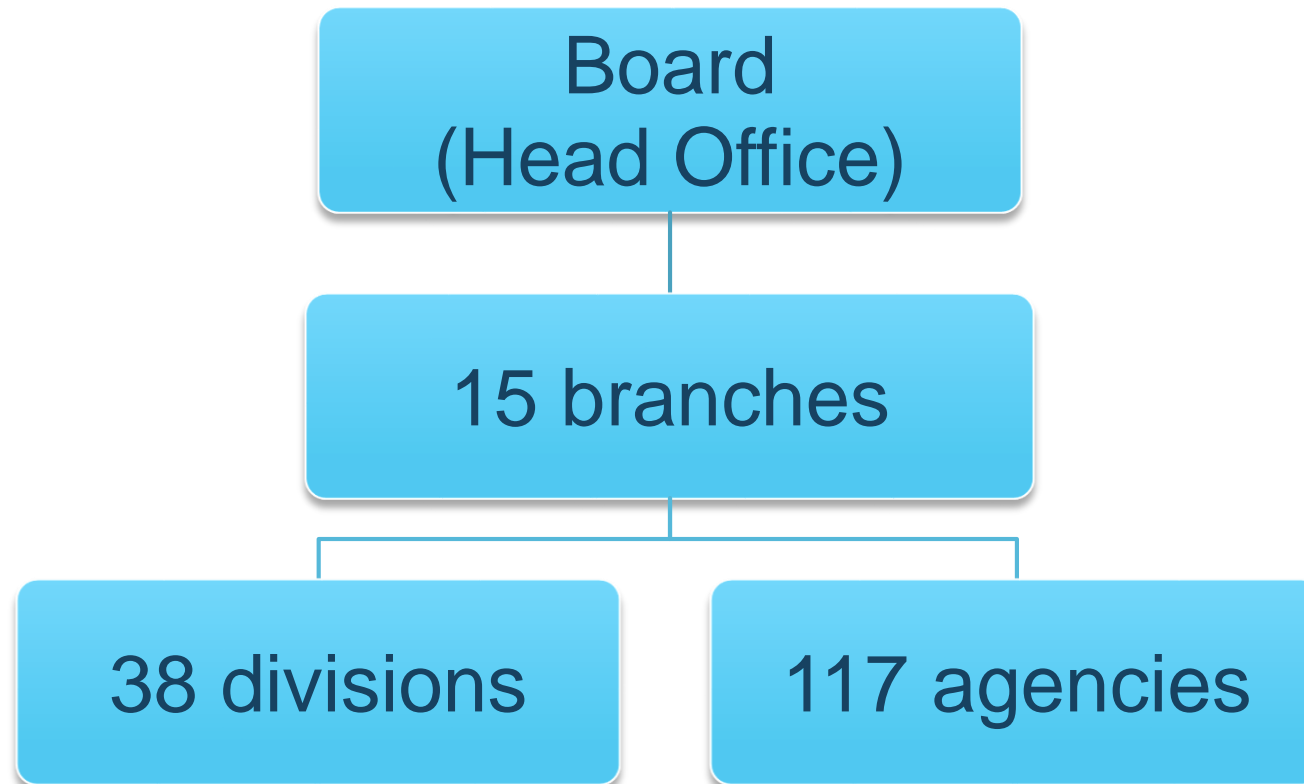 Board
(Head Office)
15 branches
38 divisions
117 agencies